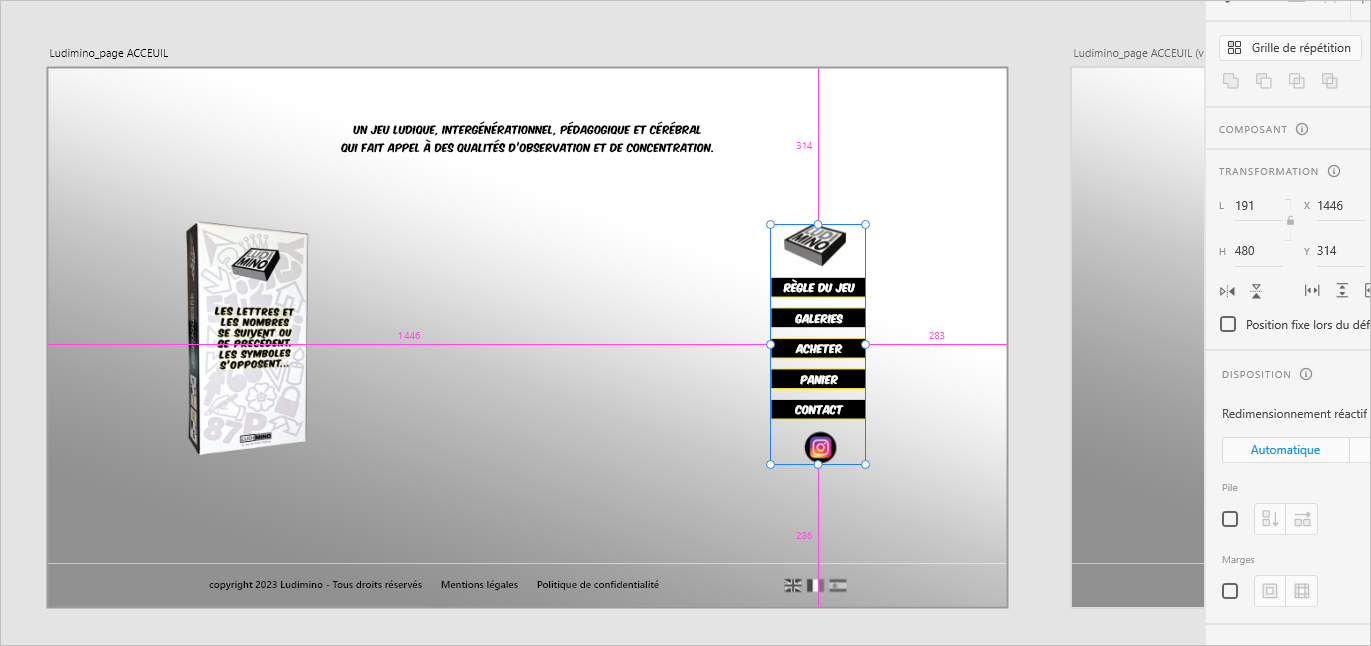 Grille de répétition
Ludimino_page ACCEUIL
Ludimino_page ACCEUIL (v
UN JEU LUDIQUE, INTERGÉNÉRATIONNEL, PÉDAGOGIQUE ET CÉRÉBRAL
QUI FAIT APPEL À DES QUALITÉS D'OBSERVATION ET DE CONCENTRATION.
314
COMPOSANT
TRANSFORMATION
L 191 X 1446
H 480 Y 314
LUDI
MINO
LUDI
MINO
LES LETTRES ET
LES NOMBRES
SE SUIVENT OU
SE PRÉCÈDENT,
LES SYMBOLES
S'OPPOSENT...
87
LUDIMINO
RÈGLE DU JEU
GALERIES
ACHETER
PANIER
CONTACT
1446
283
286
Position fixe lors du déf
DISPOSITION
Redimensionnement réactif
Automatique
Pile
Marges
copyright 2023 Ludimino - Tous droits réservés Mentions légales Politique de confidentialité